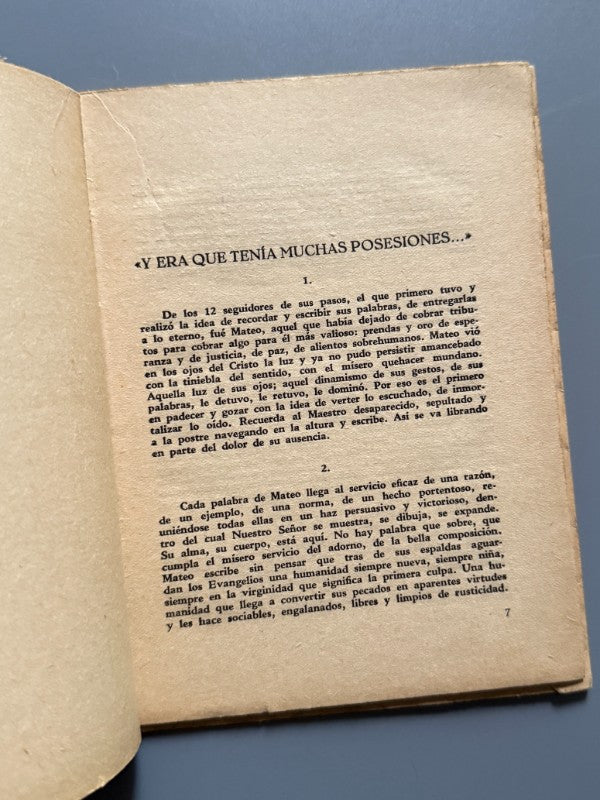 «Y ERA QUE TENÍA MUCHAS POSESIONES...»
1.
De los 12 seguidores de sus pasos, el que primero tuvo y
realizó la idea de recordar y escribir sus palabras, de entregarlas
a lo eterno, fué Mateo, aquel que había dejado de cobrar tribu-
tos para cobrar algo para él más valioso: prendas y oro de espe-
ranza y de justicia, de paz, de alientos sobrehumanos. Mateo vió
en los ojos del Cristo la luz y ya no pudo persistir amancebado
con la tiniebla del sentido, con el mísero quehacer mundano.
Aquella luz de sus ojos; aquel dinamismo de sus gestos, de sus
palabras, le detuvo, le retuvo, le dominó. Por eso es el primero
en padecer y gozar con la idea de verter lo escuchado, de inmor-
talizar lo oído. Recuerda al Maestro desaparecido, sepultado y
a la postre navegando en la altura y escribe. Así se va librando
en parte del dolor de su ausencia.
2.
Cada palabra de Mateo llega al servicio eficaz de una razón,
de un ejemplo, de una norma, de un hecho portentoso, re-
uniéndose todas ellas en un haz persuasivo y victorioso, den-
tro del cual Nuestro Señor se muestra, se dibuja, se expande.
Su alma, su cuerpo, está aquí. No hay palabra que sobre, que
cumpla el mísero servicio del adorno, de la bella composición.
Mateo escribe sin pensar que tras de sus espaldas aguar-
dan los Evangelios una humanidad siempre nueva, siempre niña,
siempre en la virginidad que significa la primera culpa. Una hu-
manidad que llega a convertir sus pecados en aparentes virtudes
y les hace sociables, engalanados, libres y limpios de rusticidad.
7